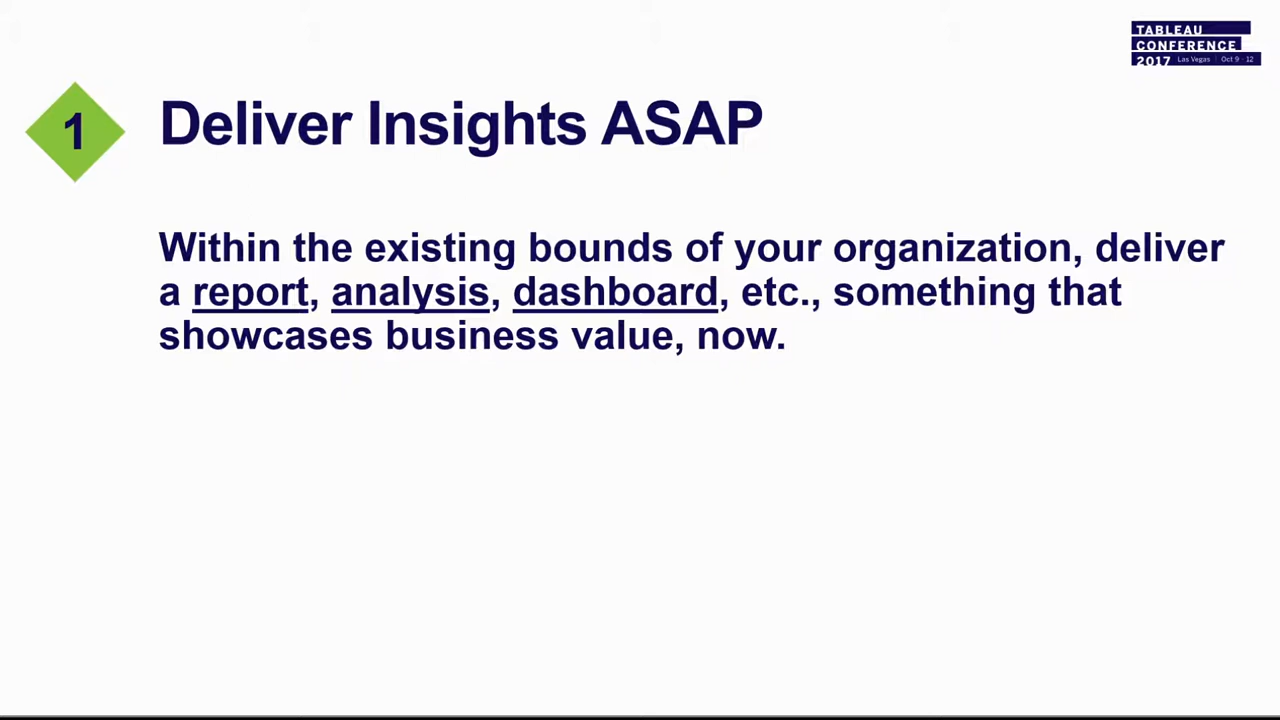 TABLEAU
CONFERENCE
2017 Las Vegas | Oct 9 - 12
1
Deliver Insights ASAP
Within the existing bounds of your organization, deliver
a report, analysis, dashboard, etc., something that
showcases business value, now.